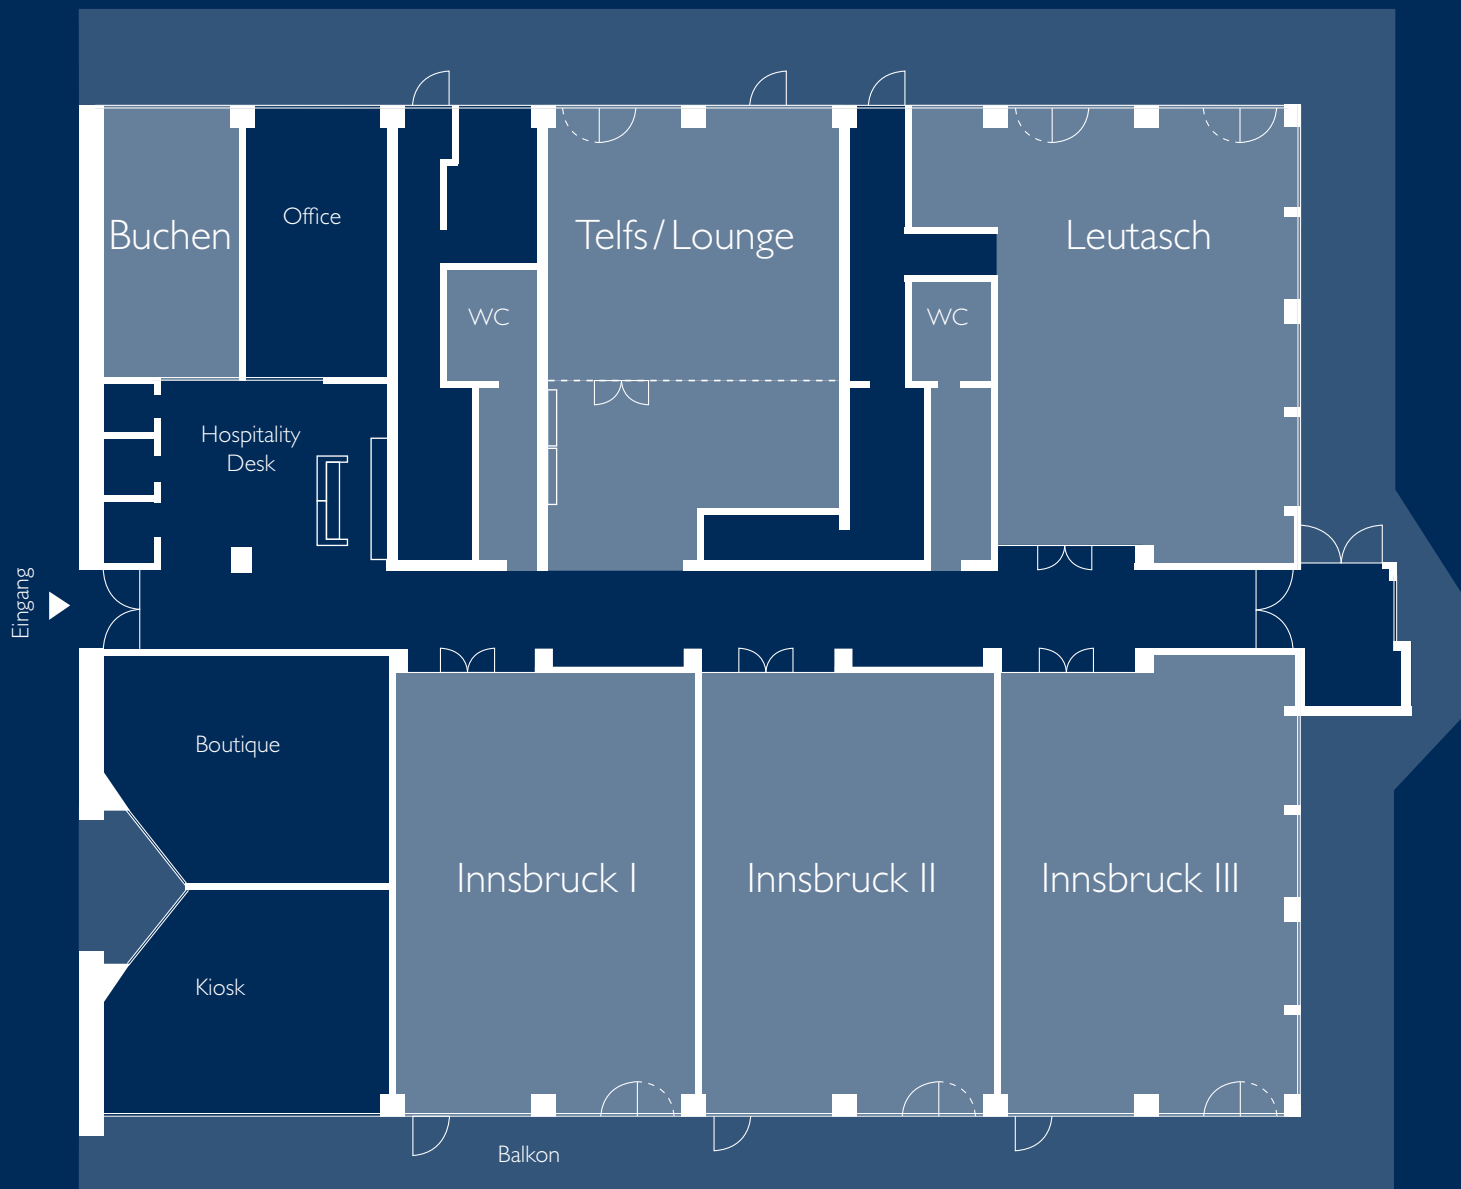 Buchen
Office
Telfs / Lounge
Leutasch
WC
WC
Hospitality
Desk
Eingang
Boutique
Innsbruck I
Innsbruck II
Innsbruck III
Kiosk
Balkon